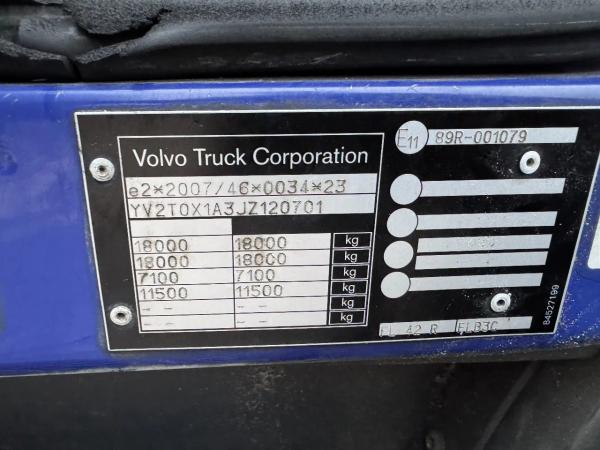 Volvo Truck Corporation
E11 89R-001079
e2*2007/46*0034*23
YV2T0X1A3JZ120701
18000 18000 kg
18000 18000 kg
7100 7100 kg
11500 11500 kg
- - - - kg
- - - - kg
FL 42 R FLB3C
84527199